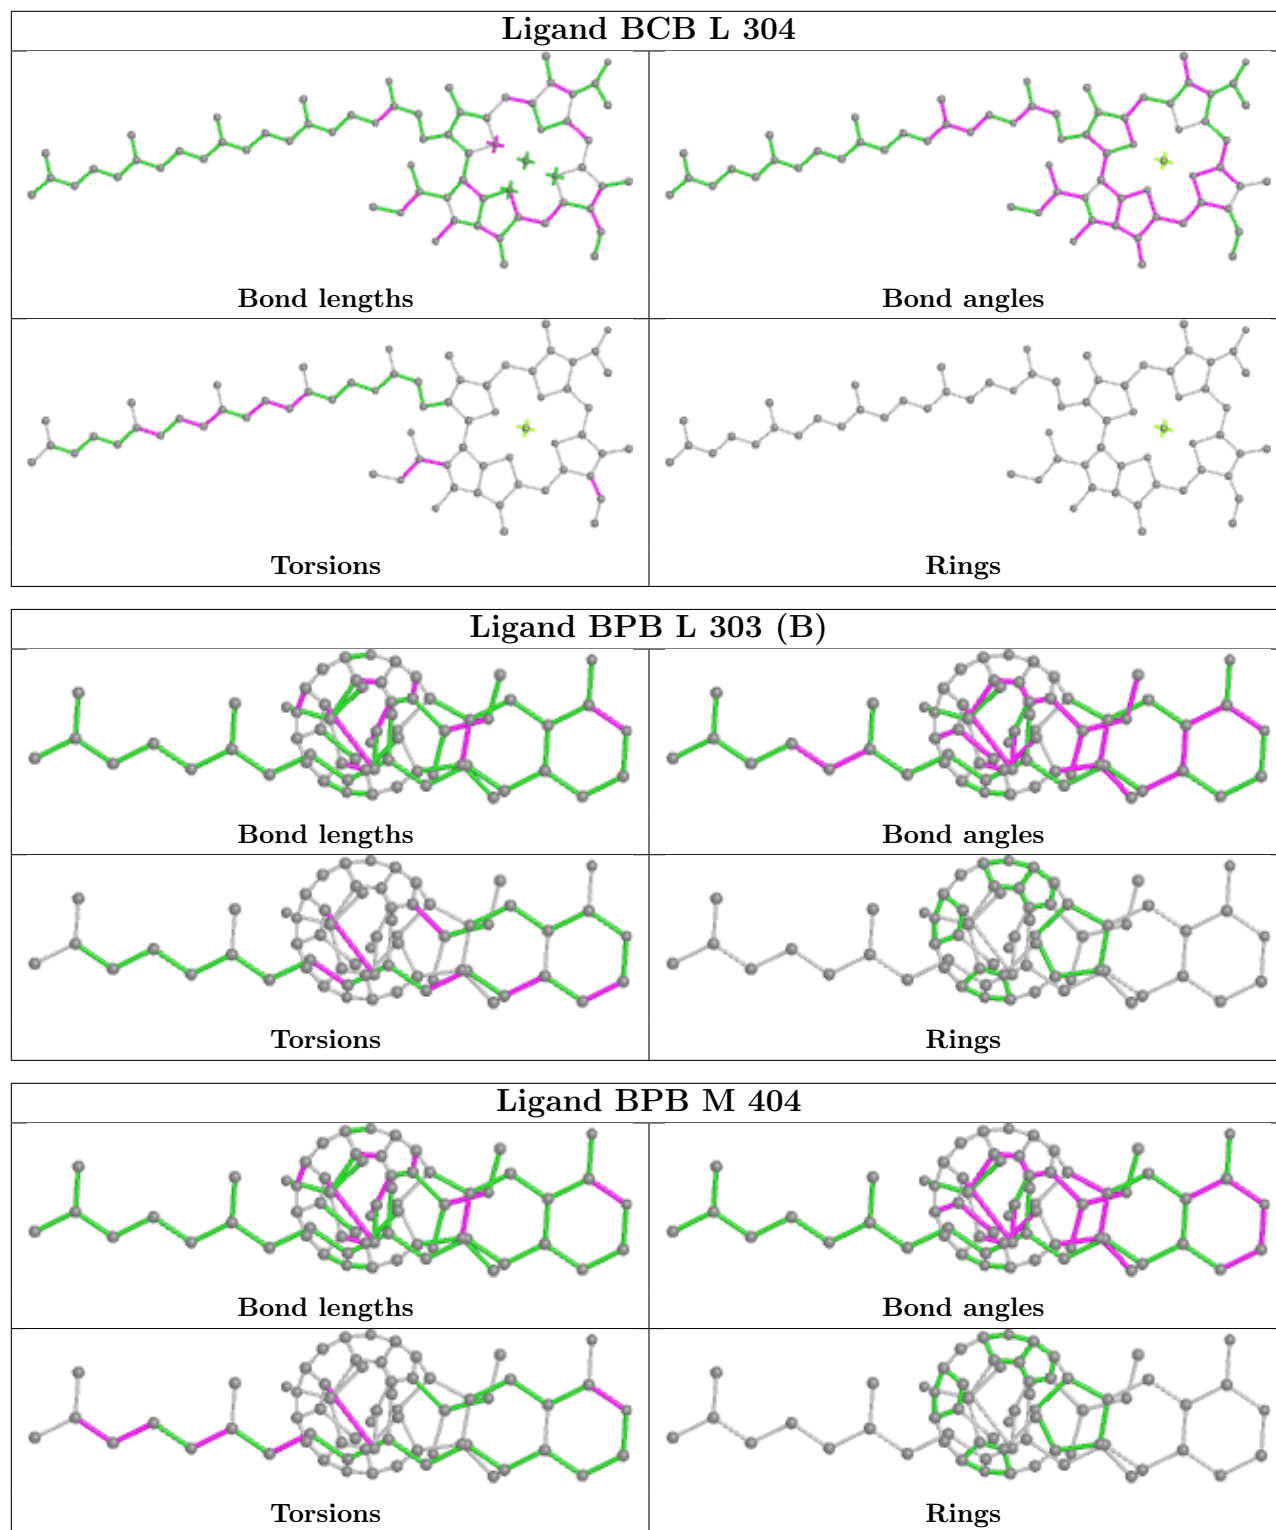 Ligand BCB L 304
Bond lengths
Bond angles
Torsions
Rings
Ligand BPB L 303 (B)
Bond lengths
Bond angles
Torsions
Rings
Ligand BPB M 404
Bond lengths
Bond angles
Torsions
Rings